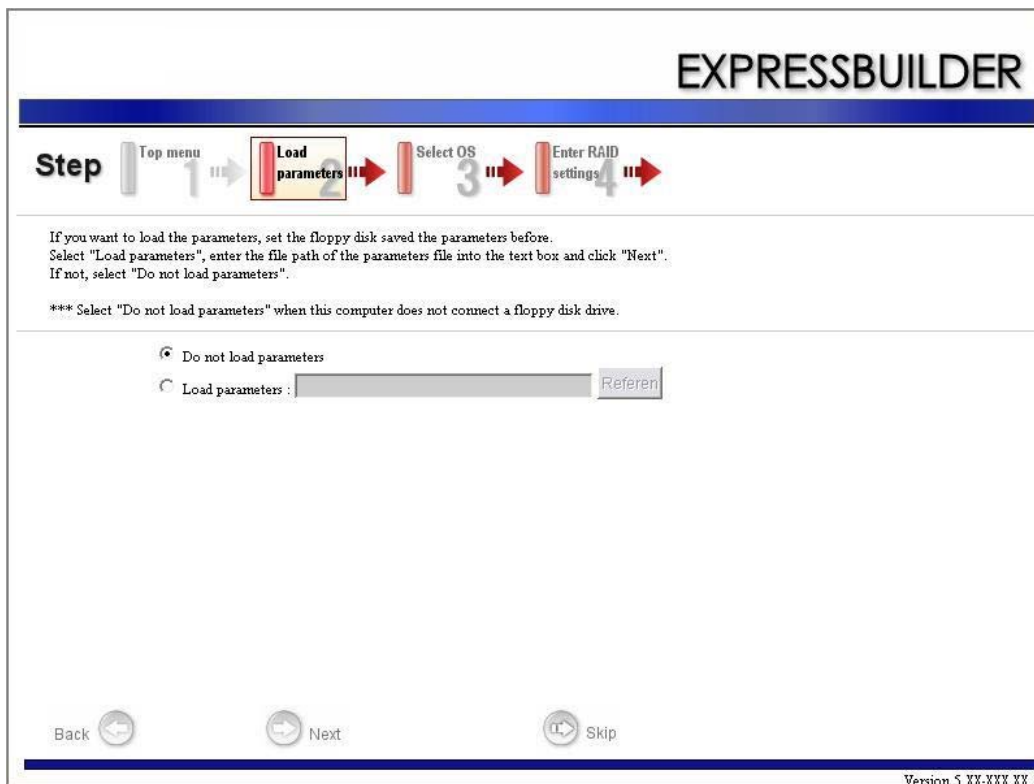 EXPRESSBUILDER
Step
Top menu
1
Load
parameters
2
Select OS
3
Enter RAID
settings
4
If you want to load the parameters, set the floppy disk saved the parameters before.
Select "Load parameters", enter the file path of the parameters file into the text box and click "Next".
If not, select "Do not load parameters".
*** Select "Do not load parameters" when this computer does not connect a floppy disk drive.
Do not load parameters
Load parameters :
Referen
Back
Next
Skip
Version 5.XX-XXX.XX